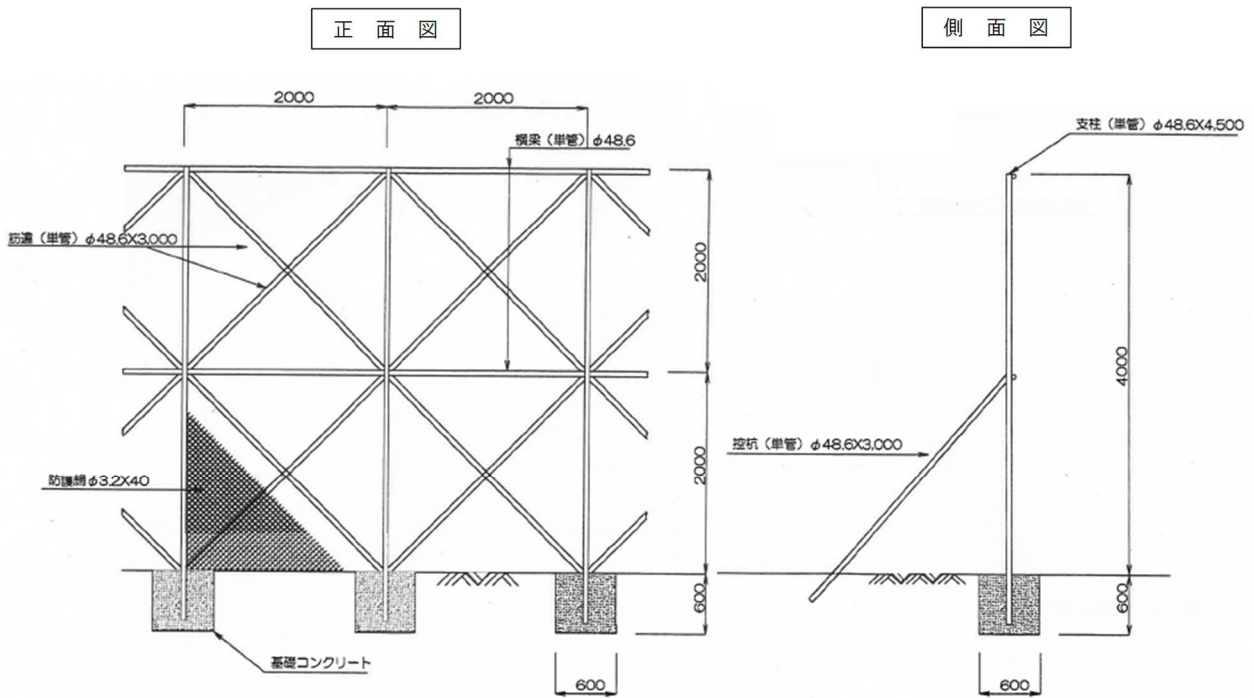 正 面 図
側 面 図
2000
2000
支柱（単管）φ48.6X4,500
横梁（単管）φ48.6
筋違（単管）φ48.6X3,000
2000
4000
控杭（単管）φ48.6X3,000
防護網φ3.2X40
2000
600
600
基礎コンクリート
600
600